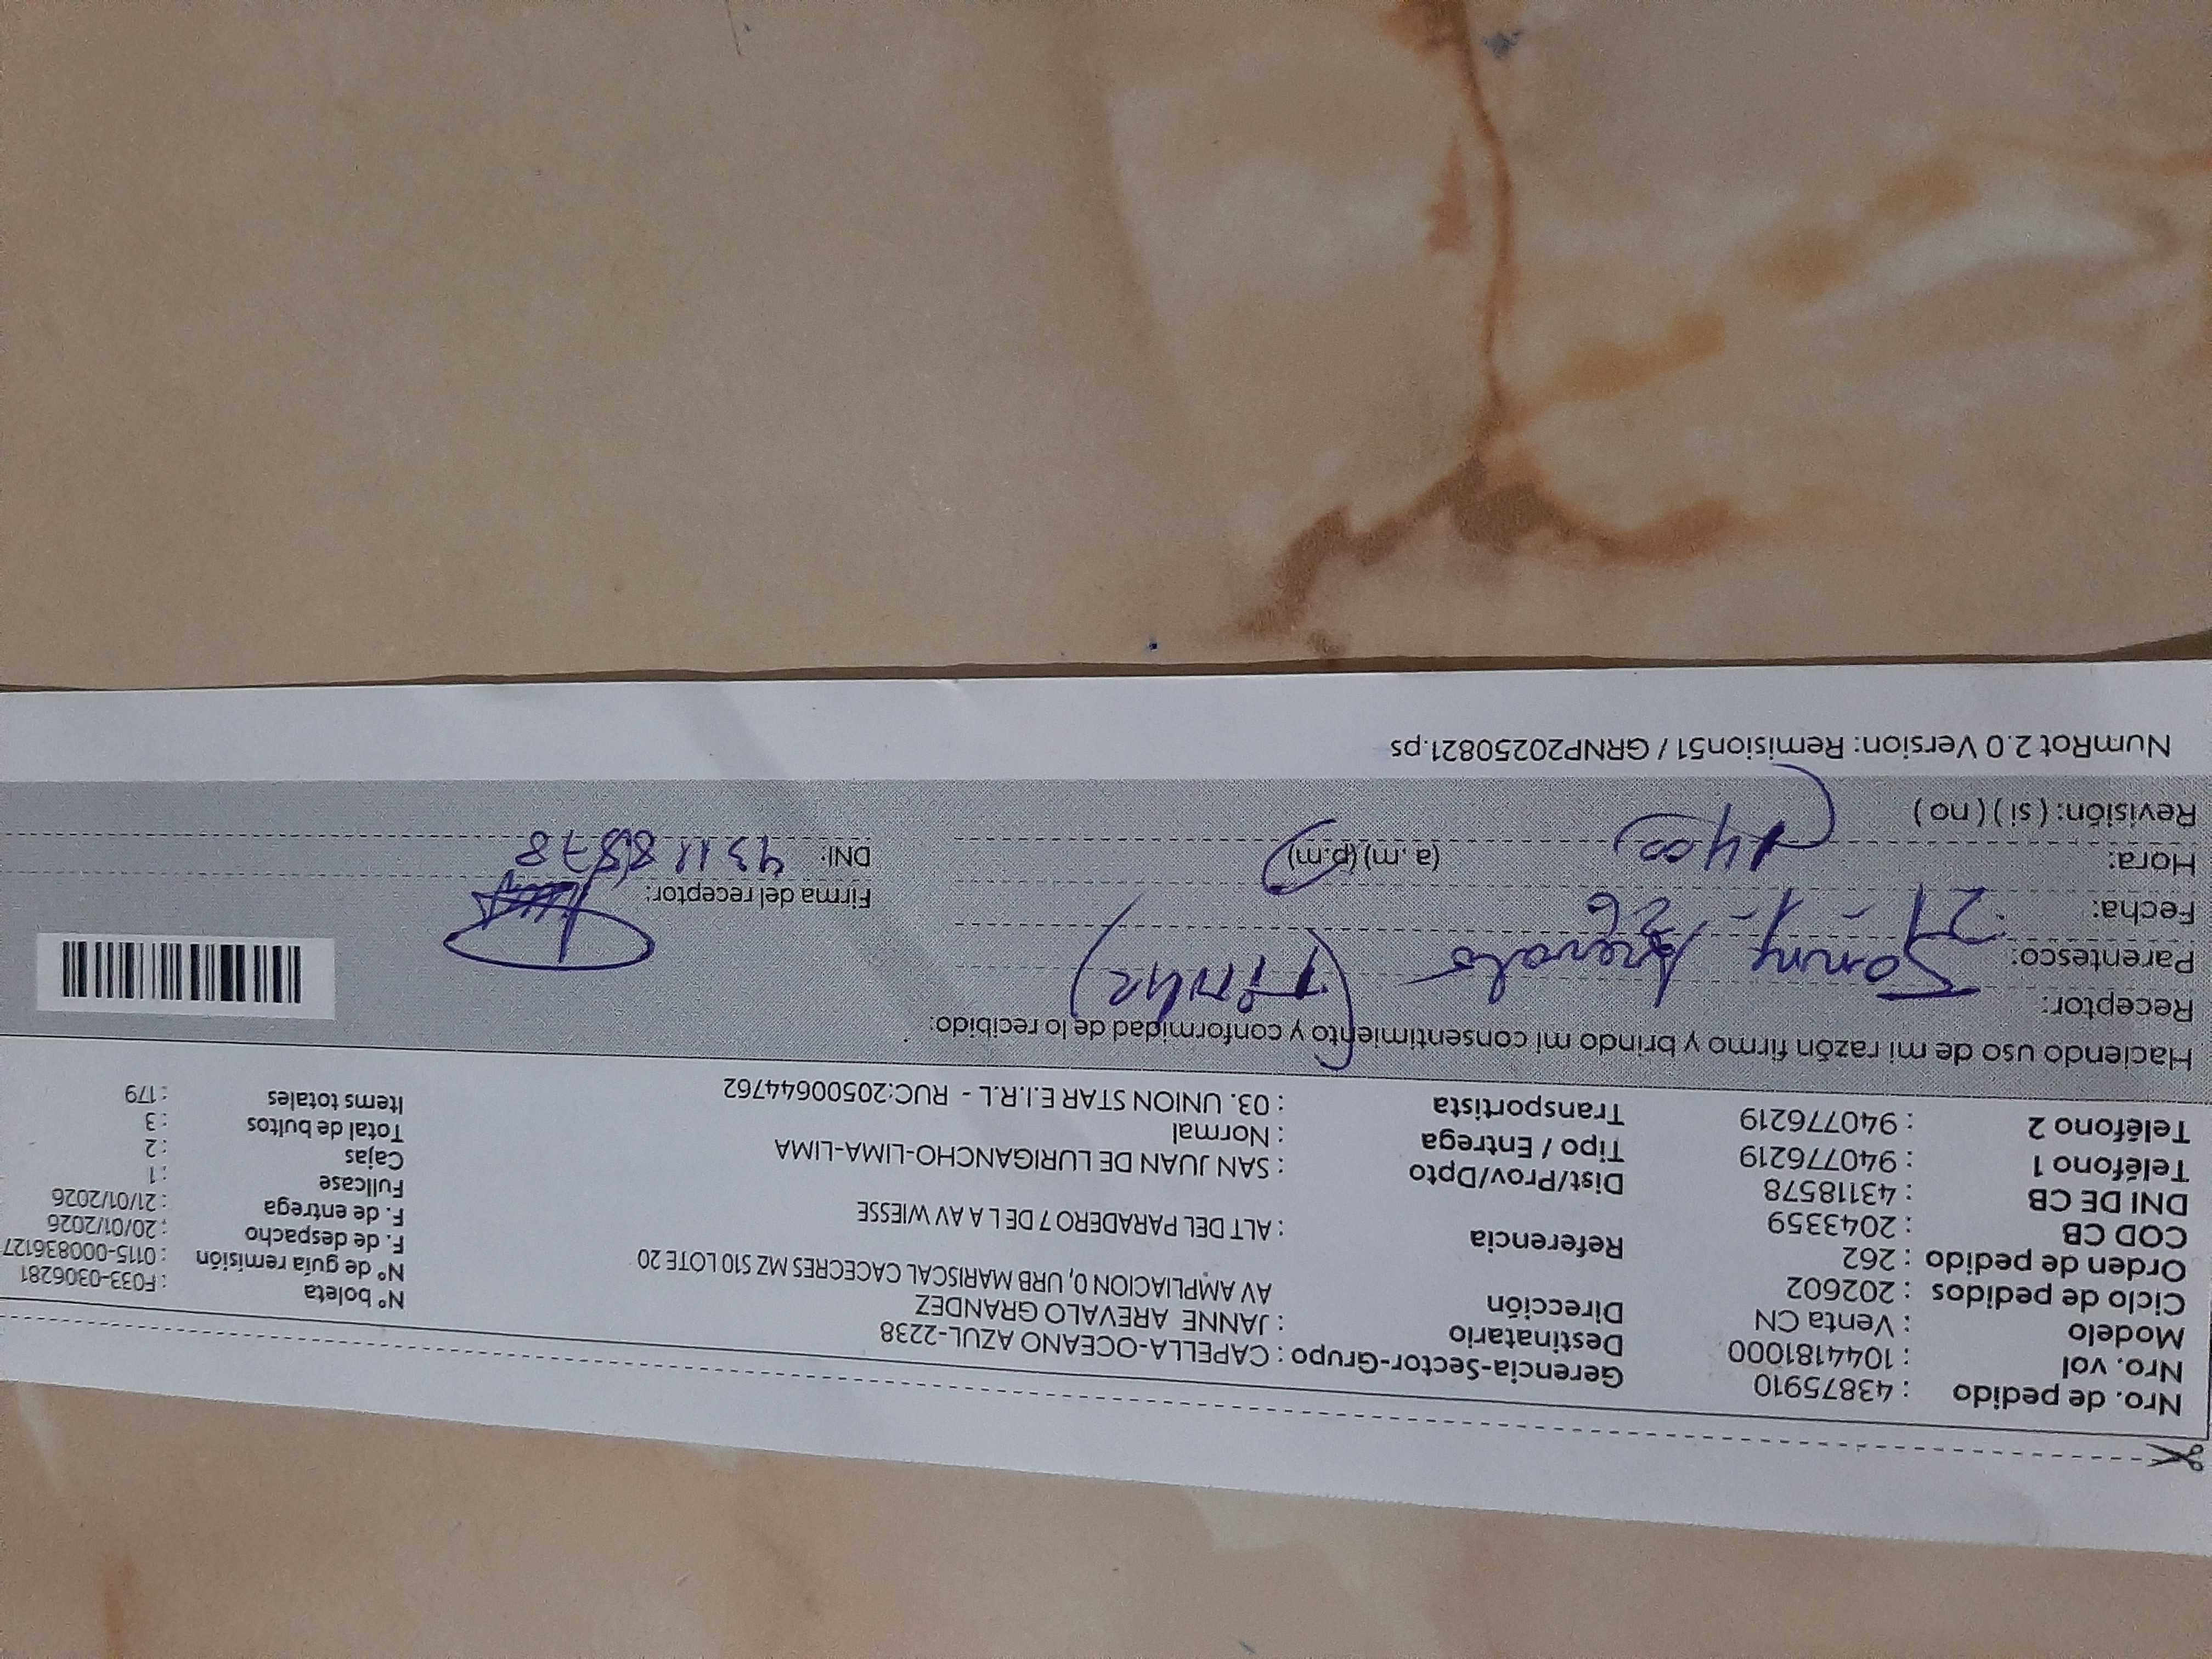 Nro. de pedido : 43875910
Nro. vol : 1044181000
Modelo : Venta CN
Ciclo de pedidos : 202602
Orden de pedido : 262
COD CB : 2043359
DNI DE CB : 43118578
Teléfono 1 : 940776219
Teléfono 2 : 940776219
Gerencia-Sector-Grupo : CAPELLA-OCEANO AZUL-2238
Destinatario : JANNE AREVALO GRANDEZ
Dirección AV AMPLIACION 0, URB MARISCAL CACECRES MZ S10 LOTE 20
Referencia : ALT DEL PARADERO 7 DE L A AV WIESSE
Dist/Prov/Dpto : SAN JUAN DE LURIGANCHO-LIMA-LIMA
Tipo / Entrega : Normal
Transportista : 03. UNION STAR E.I.R.L - RUC:20500644762
Nº boleta : F033-0306281
Nº de guía remisión : 0115-000836127
F. de despacho : 20/01/2026
F. de entrega : 21/01/2026
Fullcase : 1
Cajas : 2
Total de bultos : 3
Items totales : 179
Haciendo uso de mi razón firmo y brindo mi consentimiento y conformidad de lo recibido:
Receptor:
Parentesco: Arevalo
Fecha: 21-1-26
Hora: 1400 (a.m) (p.m)
Revisión: ( si ) ( no )
Firma del receptor:
DNI:
NumRot 2.0 Version: Remision51 / GRNP20250821.ps